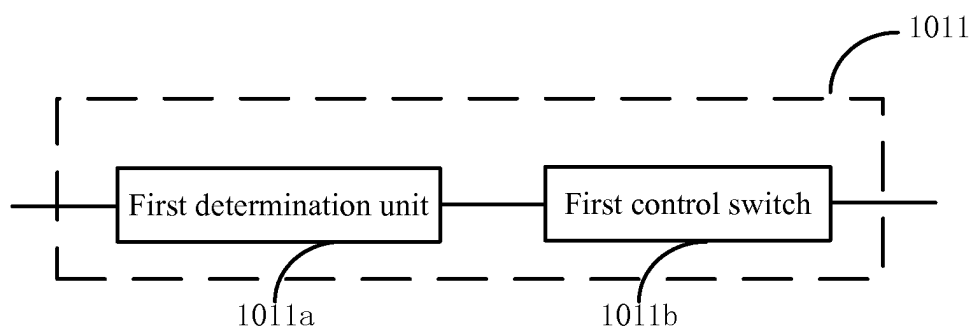 1011
First determination unit
First control switch
1011a
1011b